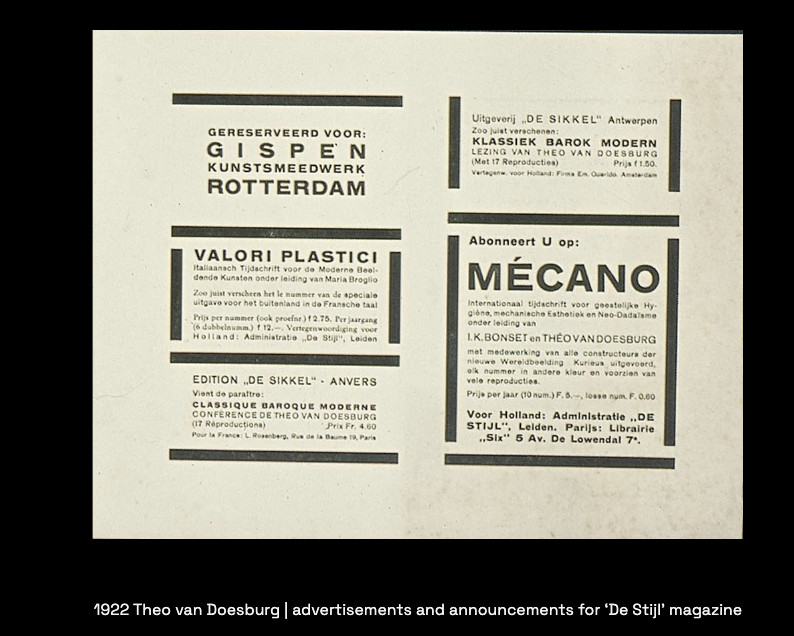 GERESERVEERD VOOR:
GISPEN
KUNSTSMEEDWERK
ROTTERDAM
VALORI PLASTICI
Italiaansch Tijdschrift voor de Moderne Beel-
dende Kunsten onder leiding van Maria Broglio
Zoo juist verscheen het 1e nummer van de speciale
uitgave voor het buitenland in de Fransche taal
Prijs per nummer (ook proefnr.) f 2.75. Per jaargang
(6 dubbelnumm.) f 12.—. Vertegenwoordiging voor
Holland: Administratie „De Stijl", Leiden
EDITION „DE SIKKEL" - ANVERS
Vient de paraître:
CLASSIQUE BAROQUE MODERNE
CONFÉRENCE DE THEO VAN DOESBURG
(17 Réproductions) Prix Fr. 4.60
Pour la France: L. Rosenberg, Rue de la Baume 19, Paris
Uitgeverij „DE SIKKEL" Antwerpen
Zoo juist verschenen:
KLASSIEK BAROK MODERN
LEZING VAN THEO VAN DOESBURG
(Met 17 Reproducties) Prijs f 1.50.
Vertegenw. voor Holland: Firma Em. Querido. Amsterdam
Abonneert U op:
MÉCANO
Internationaal tijdschrift voor geestelijke Hy-
giëne, mechanische Esthetiek en Neo-Dadaïsme
onder leiding van
I.K. BONSET en THÉO VAN DOESBURG
met medewerking van alle constructeurs der
nieuwe Wereldbeelding Kurieus uitgevoerd,
elk nummer in andere kleur en voorzien van
vele reproducties.
Prijs per jaar (10 num.) F. 5.—, losse num. F. 0.60
Voor Holland: Administratie „DE
STIJL", Leiden. Parijs: Librairie
„Six" 5 Av. De Lowendal 7e.
1922 Theo van Doesburg | advertisements and announcements for ‘De Stijl’ magazine